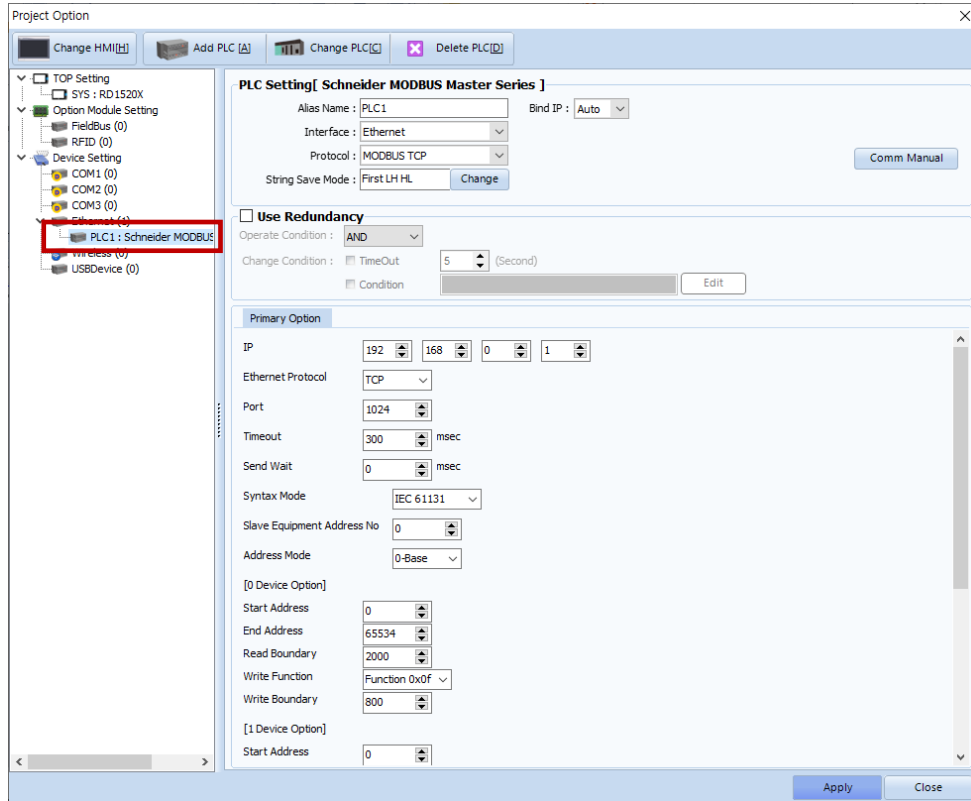 Project Option
Change HMI[H] Add PLC [A] Change PLC[C] Delete PLC[D]
TOP Setting
SYS : RD1520X
Option Module Setting
FieldBus (0)
RFID (0)
Device Setting
COM1 (0)
COM2 (0)
COM3 (0)
Ethernet (1)
PLC1 : Schneider MODBUS
Wireless (0)
USBDevice (0)
PLC Setting[ Schneider MODBUS Master Series ]
Alias Name : PLC1 Bind IP : Auto
Interface : Ethernet
Protocol : MODBUS TCP Comm Manual
String Save Mode : First LH HL Change
Use Redundancy
Operate Condition : AND
Change Condition : TimeOut 5 (Second)
Condition Edit
Primary Option
IP 192 168 0 1
Ethernet Protocol TCP
Port 1024
Timeout 300 msec
Send Wait 0 msec
Syntax Mode IEC 61131
Slave Equipment Address No 0
Address Mode 0-Base
[0 Device Option]
Start Address 0
End Address 65534
Read Boundary 2000
Write Function Function 0x0f
Write Boundary 800
[1 Device Option]
Start Address 0
Apply Close